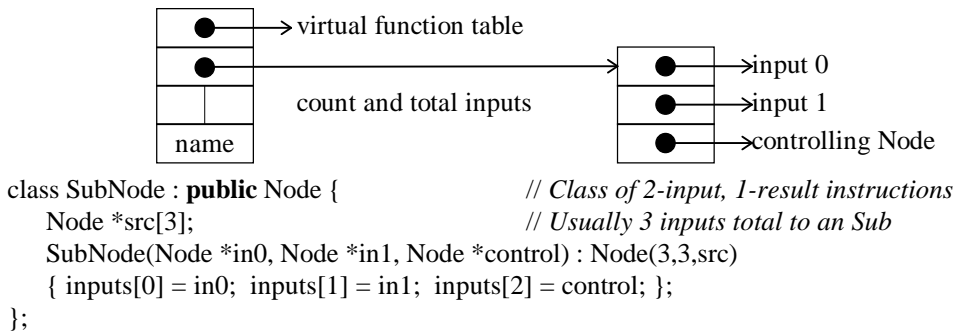 virtual function table
input 0
count and total inputs
input 1
name
controlling Node
class SubNode : public Node { // Class of 2-input, 1-result instructions
Node *src[3]; // Usually 3 inputs total to an Sub
SubNode(Node *in0, Node *in1, Node *control) : Node(3,3,src)
{ inputs[0] = in0; inputs[1] = in1; inputs[2] = control; };
};